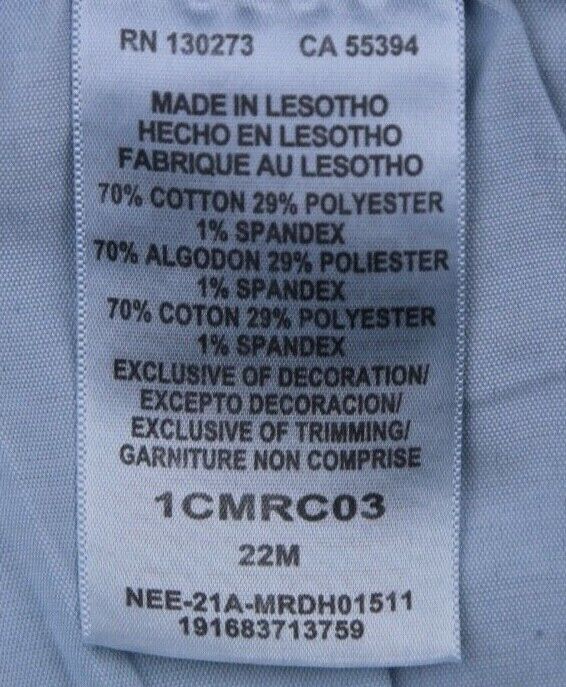 RN 130273 CA 55394
MADE IN LESOTHO
HECHO EN LESOTHO
FABRIQUE AU LESOTHO
70% COTTON 29% POLYESTER
1% SPANDEX
70% ALGODON 29% POLIESTER
1% SPANDEX
70% COTON 29% POLYESTER
1% SPANDEX
EXCLUSIVE OF DECORATION/
EXCEPTO DECORACION/
EXCLUSIVE OF TRIMMING/
GARNITURE NON COMPRISE
1CMRC03
22M
NEE-21A-MRDH01511
191683713759